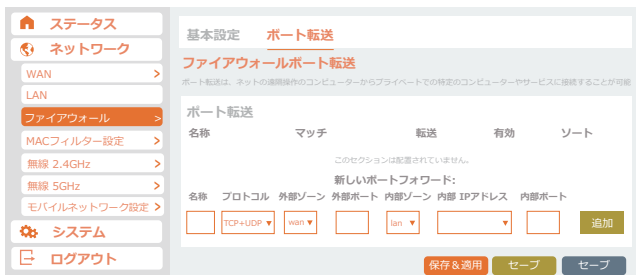 ステータス
ネットワーク
WAN >
LAN
ファイアウォール >
MACフィルター設定 >
無線 2.4GHz >
無線 5GHz >
モバイルネットワーク設定 >
システム
ログアウト
基本設定 ポート転送
ファイアウォールポート転送
ポート転送は、ネットの遠隔操作のコンピューターからプライベートでの特定のコンピューターやサービスに接続することが可能
ポート転送
名称 マッチ 転送 有効 ソート
このセクションは配置されていません。
新しいポートフォワード:
名称 プロトコル 外部ゾーン 外部ポート 内部ゾーン 内部 IPアドレス 内部ポート
TCP+UDP ▼ wan ▼ lan ▼ ▼ 追加
保存&適用 セーブ セーブ